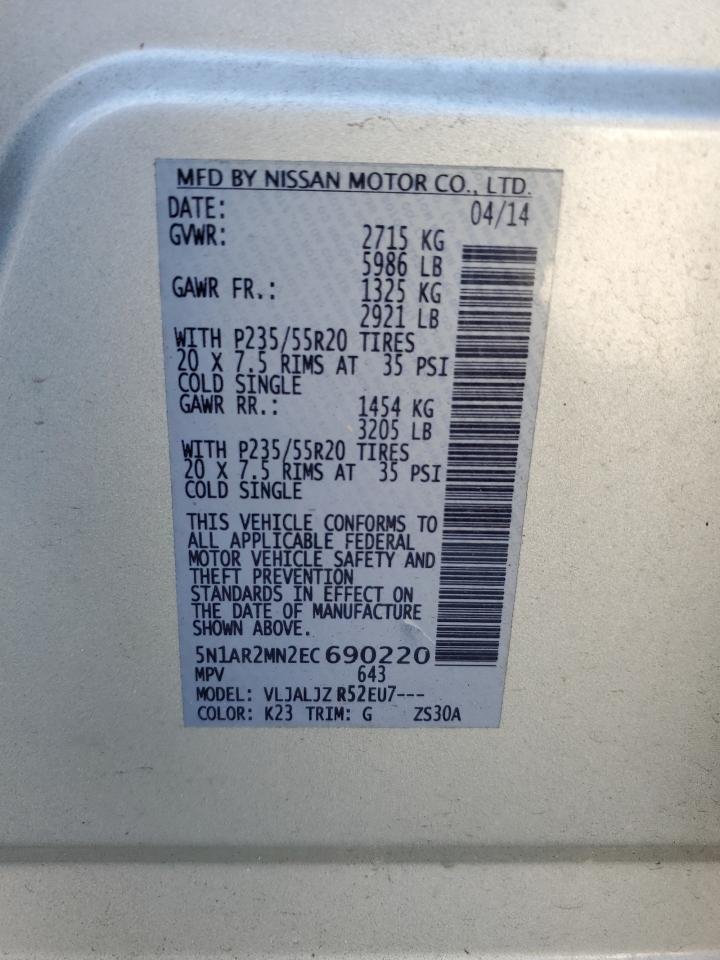 MFD BY NISSAN MOTOR CO., LTD.
DATE: 04/14
GVWR: 2715 KG
5986 LB
GAWR FR.: 1325 KG
2921 LB
WITH P235/55R20 TIRES
20 X 7.5 RIMS AT 35 PSI
COLD SINGLE
GAWR RR.: 1454 KG
3205 LB
WITH P235/55R20 TIRES
20 X 7.5 RIMS AT 35 PSI
COLD SINGLE
THIS VEHICLE CONFORMS TO
ALL APPLICABLE FEDERAL
MOTOR VEHICLE SAFETY AND
THEFT PREVENTION
STANDARDS IN EFFECT ON
THE DATE OF MANUFACTURE
SHOWN ABOVE.
5N1AR2MN2EC690220
MPV 643
MODEL: VLJALJZ R52EU7---
COLOR: K23 TRIM: G ZS30A